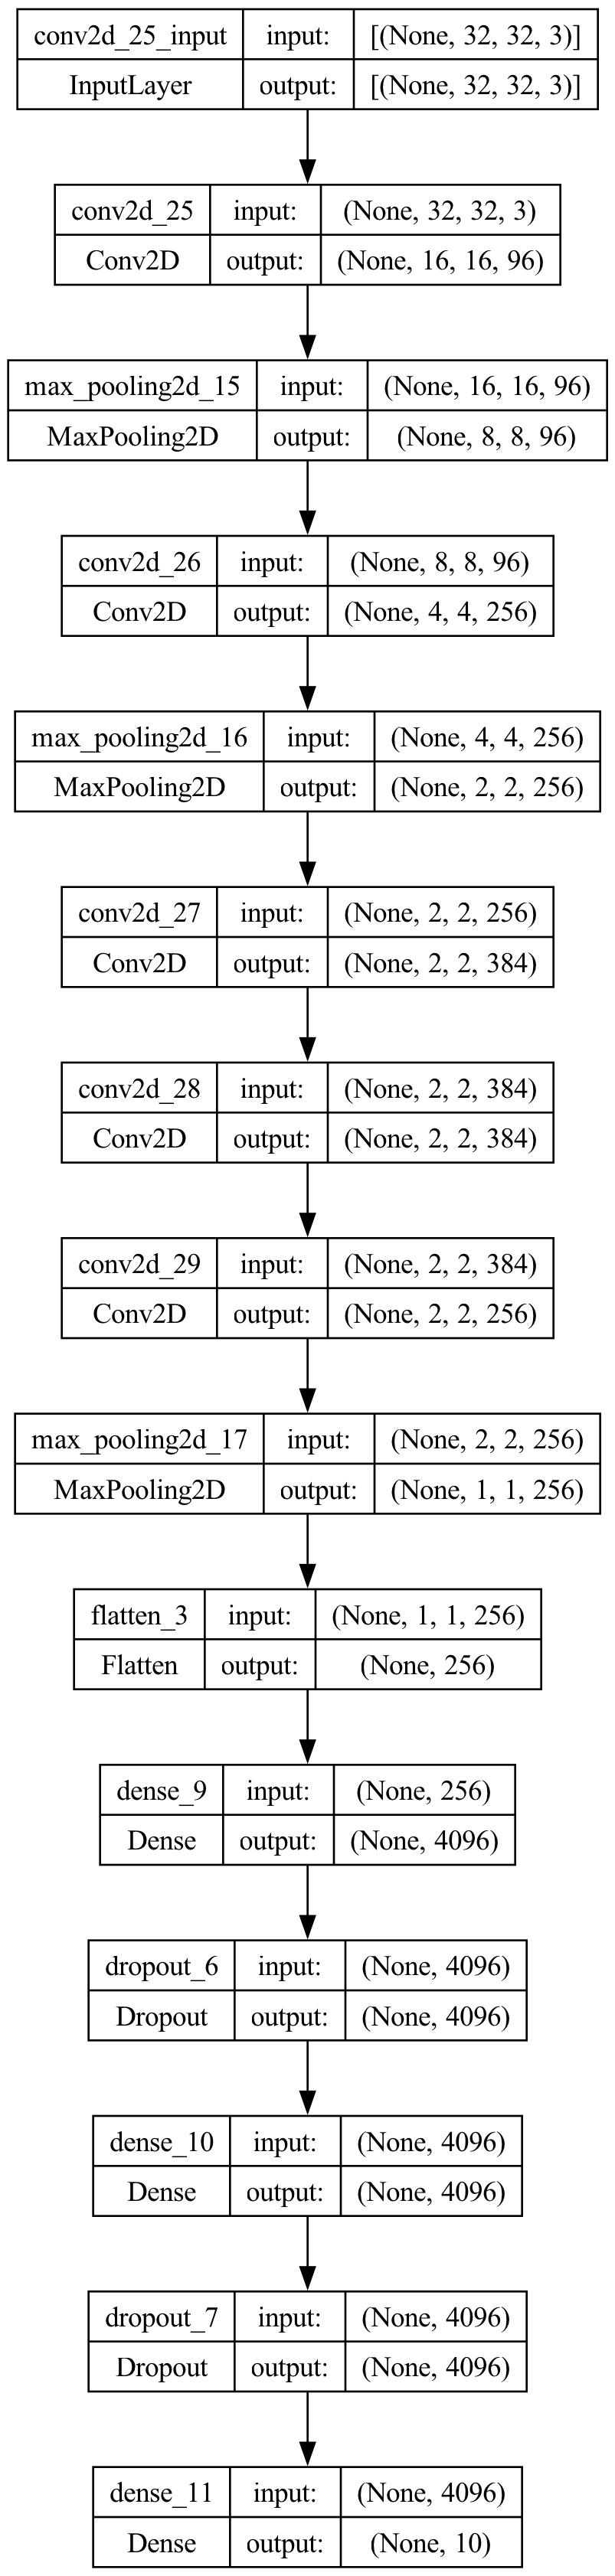 conv2d_25_input input: [(None, 32, 32, 3)]
InputLayer output: [(None, 32, 32, 3)]
conv2d_25 input: (None, 32, 32, 3)
Conv2D output: (None, 16, 16, 96)
max_pooling2d_15 input: (None, 16, 16, 96)
MaxPooling2D output: (None, 8, 8, 96)
conv2d_26 input: (None, 8, 8, 96)
Conv2D output: (None, 4, 4, 256)
max_pooling2d_16 input: (None, 4, 4, 256)
MaxPooling2D output: (None, 2, 2, 256)
conv2d_27 input: (None, 2, 2, 256)
Conv2D output: (None, 2, 2, 384)
conv2d_28 input: (None, 2, 2, 384)
Conv2D output: (None, 2, 2, 384)
conv2d_29 input: (None, 2, 2, 384)
Conv2D output: (None, 2, 2, 256)
max_pooling2d_17 input: (None, 2, 2, 256)
MaxPooling2D output: (None, 1, 1, 256)
flatten_3 input: (None, 1, 1, 256)
Flatten output: (None, 256)
dense_9 input: (None, 256)
Dense output: (None, 4096)
dropout_6 input: (None, 4096)
Dropout output: (None, 4096)
dense_10 input: (None, 4096)
Dense output: (None, 4096)
dropout_7 input: (None, 4096)
Dropout output: (None, 4096)
dense_11 input: (None, 4096)
Dense output: (None, 10)